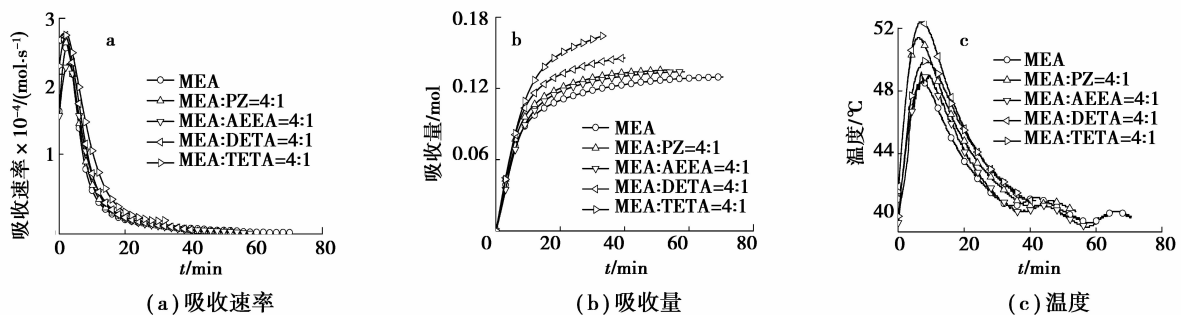 3
2
1
0
20
40
60
80
吸收速率×10⁻⁴/(mol·s⁻¹)
t/min
a
MEA
MEA:PZ=4:1
MEA:AEEA=4:1
MEA:DETA=4:1
MEA:TETA=4:1
(a)吸收速率
0.18
0.12
0.06
0
20
40
60
80
吸收量/mol
t/min
b
MEA
MEA:PZ=4:1
MEA:AEEA=4:1
MEA:DETA=4:1
MEA:TETA=4:1
(b)吸收量
52
48
44
40
0
20
40
60
80
温度/℃
t/min
c
MEA
MEA:PZ=4:1
MEA:AEEA=4:1
MEA:DETA=4:1
MEA:TETA=4:1
(c)温度